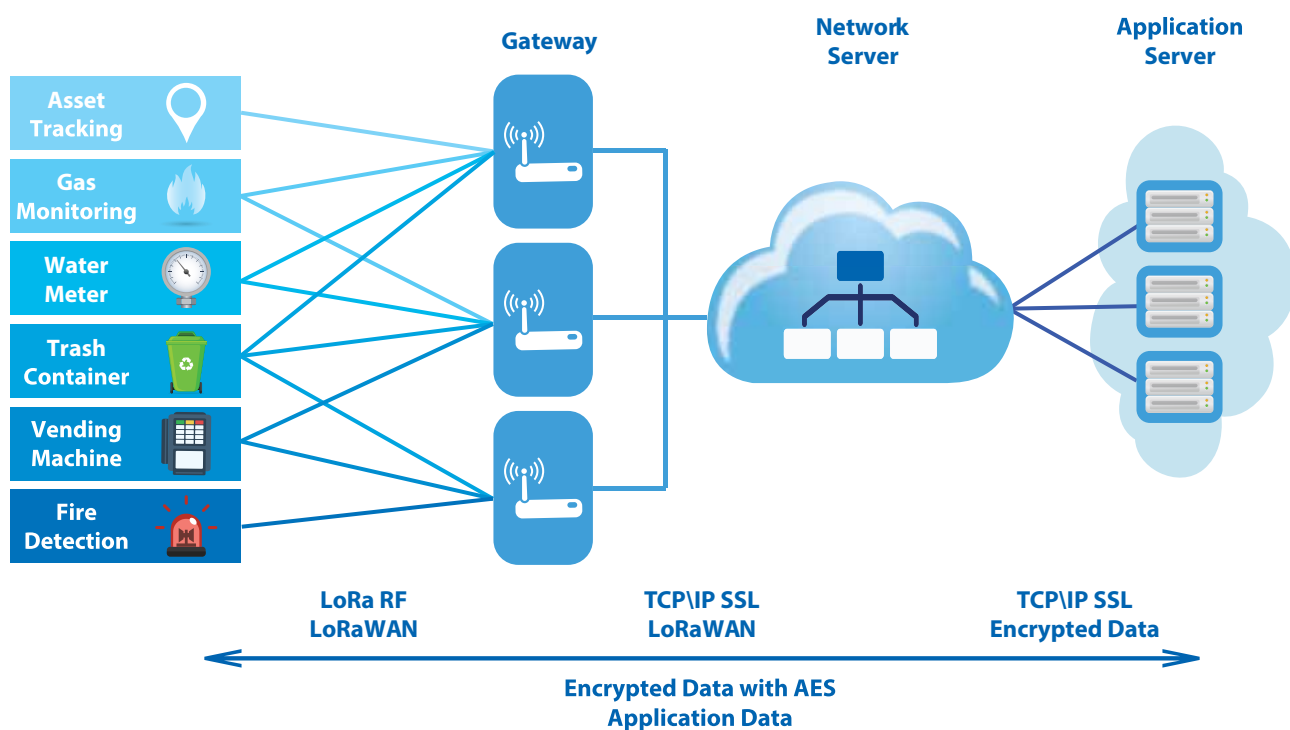 Gateway
Network
Server
Application
Server
Asset
Tracking
Gas
Monitoring
Water
Meter
Trash
Container
Vending
Machine
Fire
Detection
LoRa RF
LoRaWAN
TCP\IP SSL
LoRaWAN
TCP\IP SSL
Encrypted Data
Encrypted Data with AES
Application Data